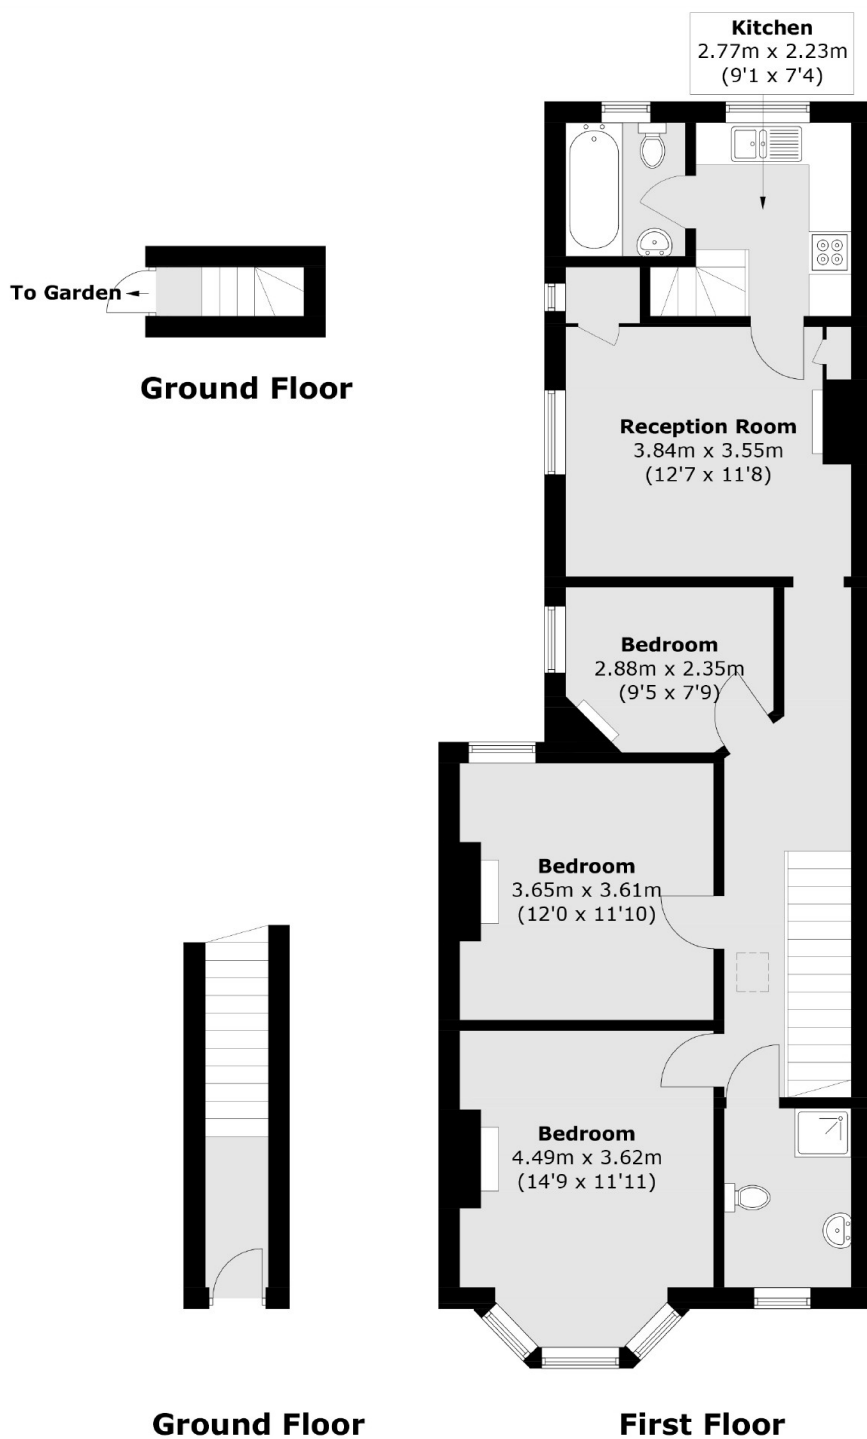 Kitchen
2.77m x 2.23m
(9'1 x 7'4)
To Garden
Ground Floor
Reception Room
3.84m x 3.55m
(12'7 x 11'8)
Bedroom
2.88m x 2.35m
(9'5 x 7'9)
Bedroom
3.65m x 3.61m
(12'0 x 11'10)
Bedroom
4.49m x 3.62m
(14'9 x 11'11)
Ground Floor
First Floor